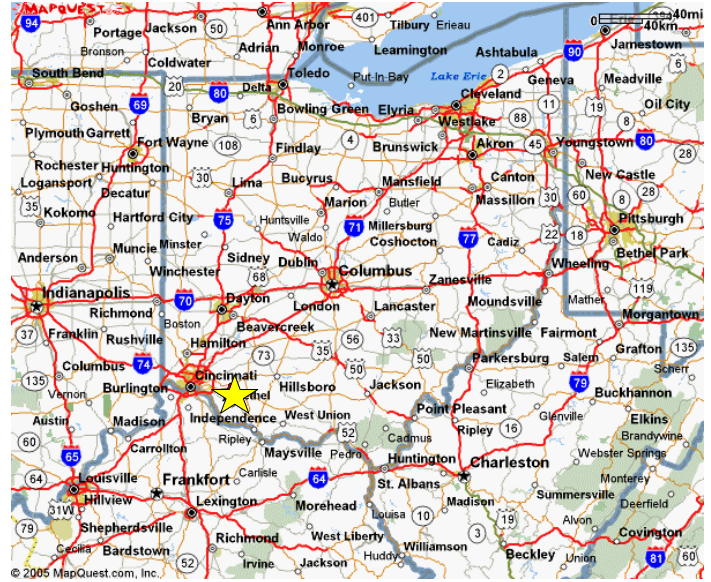 MAPQUEST
94
Portage
Jackson
50
Ann Arbor
401
Tilbury
Erieau
0 40mi
40km
Bronson
Adrian
Monroe
Leamington
Ashtabula
90
Jamestown
Coldwater
South Bend
Toledo
Put-In-Bay
Lake Erie
2
Geneva
Meadville
6
20
80
Delta
Cleveland
Goshen
69
Bowling Green
Elyria
11
19
8
Oil City
Bryan
6
Westlake
88
Plymouth
Garrett
4
Brunswick
45
Youngstown
80
Fort Wayne
108
Findlay
Akron
28
Rochester
Huntington
Bucyrus
New Castle
Logansport
30
Lima
Mansfield
Canton
30
60
28
Decatur
Massillon
8
35
Marion
Butler
Kokomo
Hartford City
75
Huntsville
71
Millersburg
77
22
18
Pittsburgh
Waldo
Coshocton
Cadiz
Muncie
Minster
Bethel Park
Anderson
Sidney
Dublin
Wheeling
Winchester
68
Columbus
Zanesville
119
Indianapolis
70
Dayton
Moundsville
Mather
Richmond
London
Lancaster
Morgantown
Boston
Beavercreek
37
Franklin
Rushville
56
33
New Martinsville
Fairmont
135
Hamilton
35
50
Grafton
74
73
Salem
Columbus
50
Parkersburg
Scherr
Cincinnati
135
Burlington
Hillsboro
Jackson
Elizabeth
79
Buckhannon
Vernon
Independence
West Union
Point Pleasant
Austin
Madison
Glenville
Elkins
60
Ripley
52
Cadmus
Ripley
16
Brandywine
65
Carrollton
Maysville
Pedro
Webster Springs
64
Carlisle
Huntington
Charleston
Louisville
Frankfort
64
St. Albans
Monterey
Hillview
Lexington
Madison
Summersville
Deerfield
31W
Morehead
Louisa
10
19
Alvon
Shepherdsville
3
79
Richmond
West Liberty
Williamson
Covington
Cecilia
Bardstown
52
Huddy
Beckley
Union
60
Irvine
Jackson
81
© 2005 MapQuest.com, Inc.